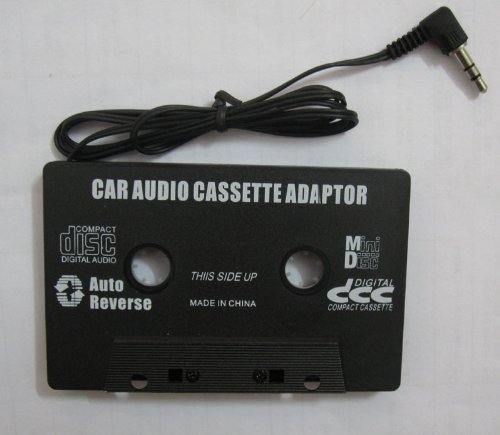 CAR AUDIO CASSETTE ADAPTOR
COMPACT
disc
DIGITAL AUDIO
Mini
Disc
THIIS SIDE UP
Auto
Reverse
DIGITAL
dcc
COMPACT CASSETTE
MADE IN CHINA